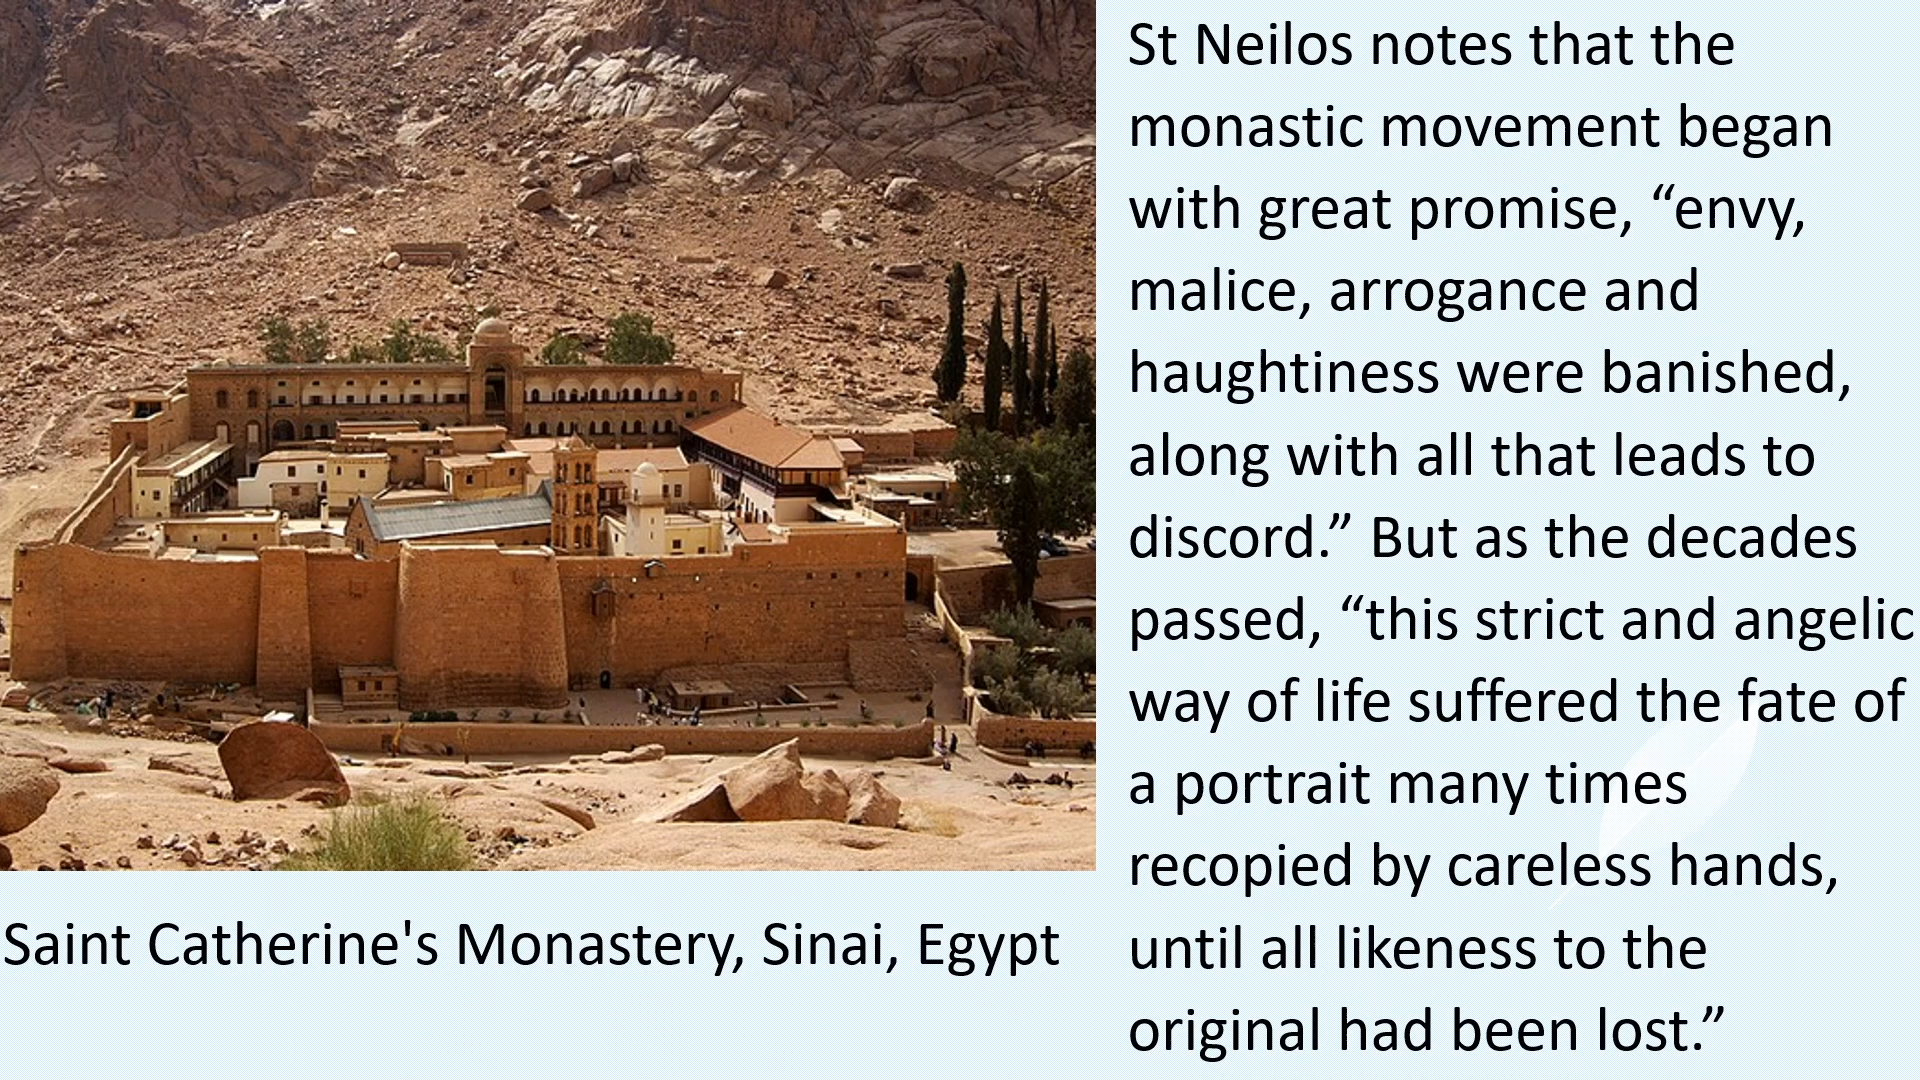 St Neilos notes that the
monastic movement began
with great promise, “envy,
malice, arrogance and
haughtiness were banished,
along with all that leads to
discord.” But as the decades
passed, “this strict and angelic
way of life suffered the fate of
a portrait many times
recopied by careless hands,
until all likeness to the
original had been lost.”
Saint Catherine's Monastery, Sinai, Egypt